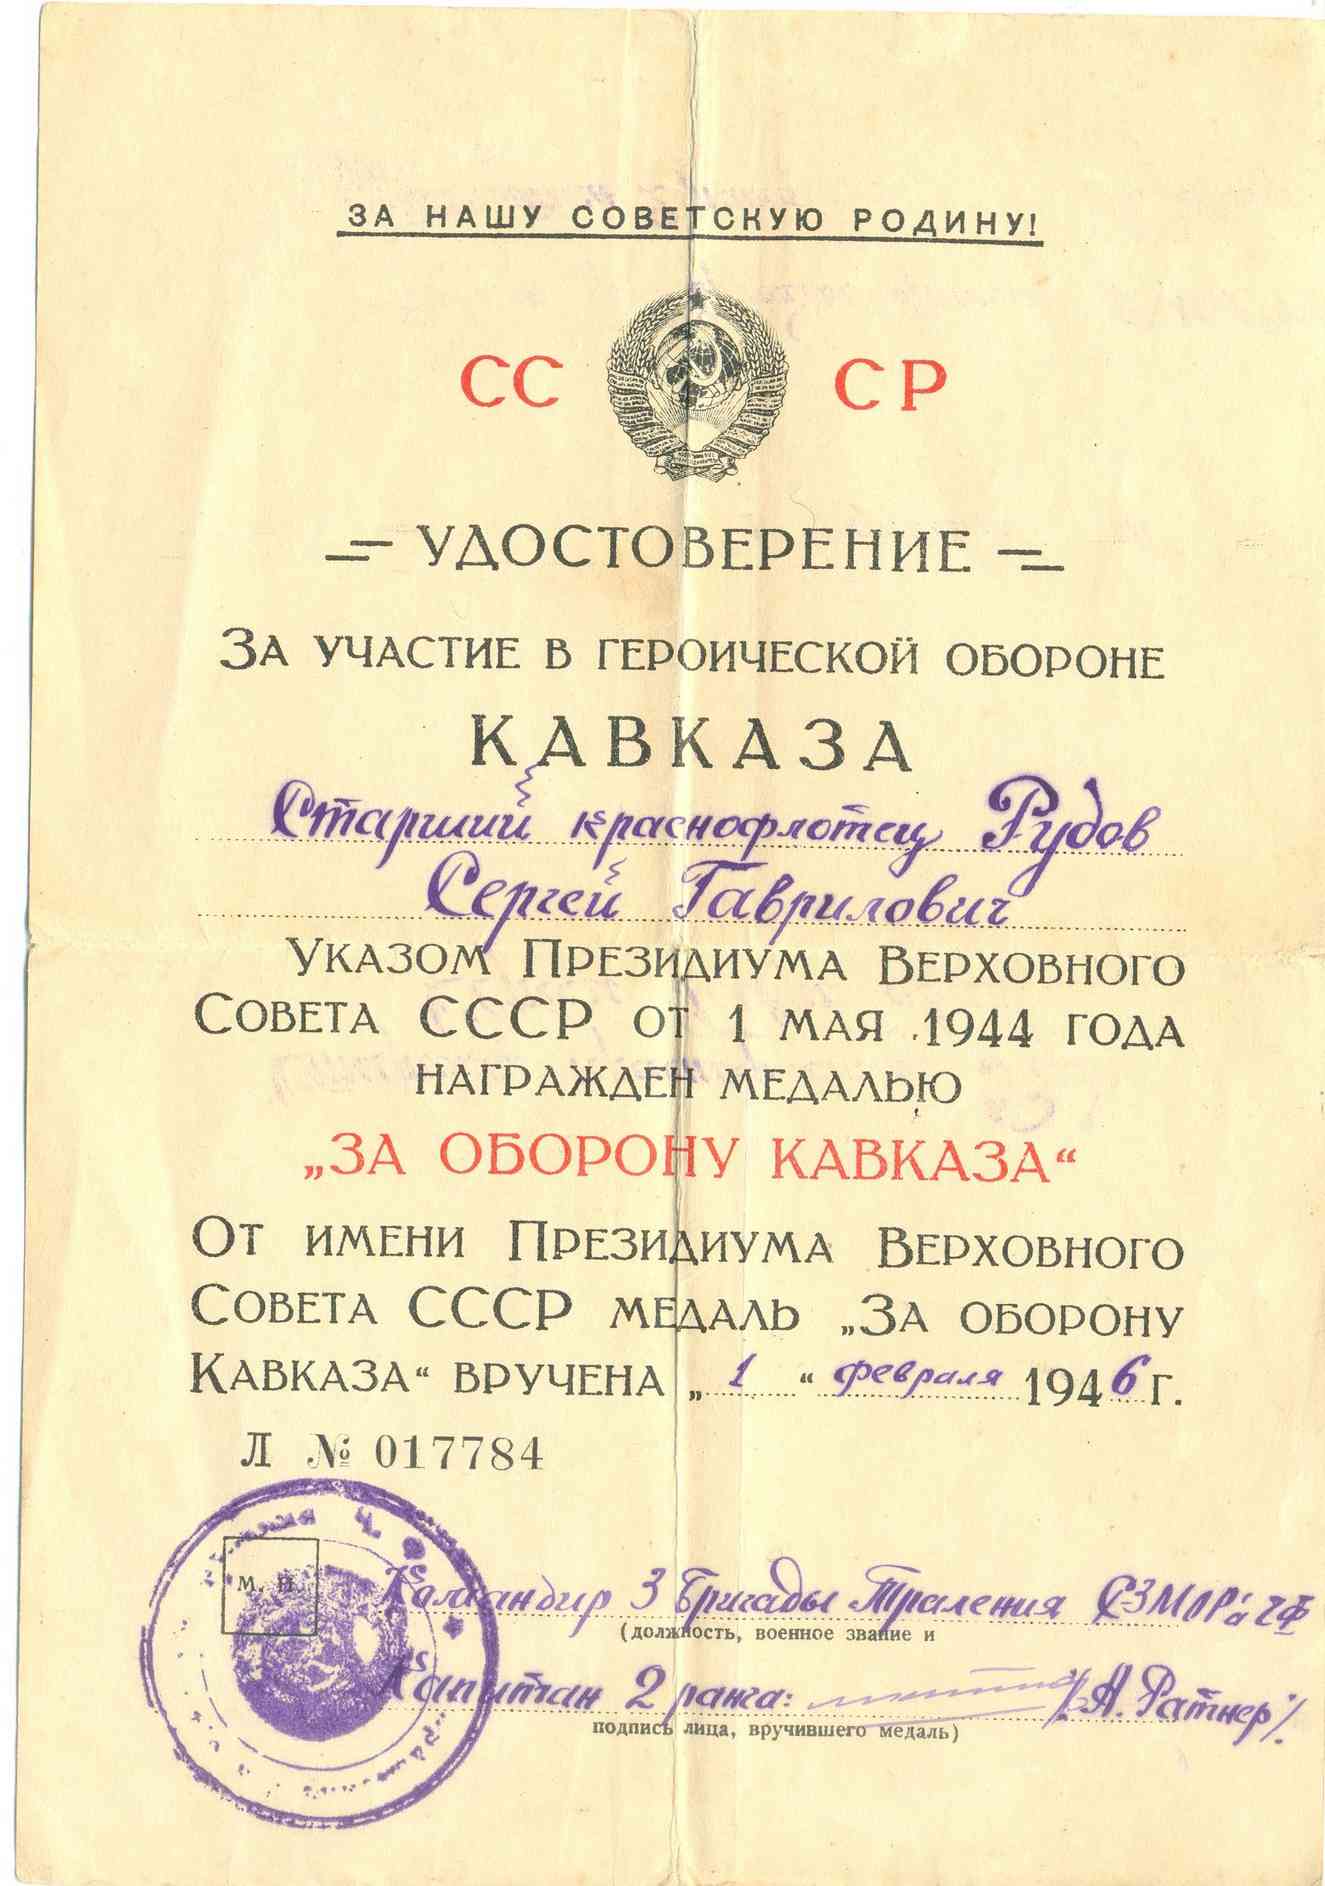 ЗА НАШУ СОВЕТСКУЮ РОДИНУ!
СС СР
УДОСТОВЕРЕНИЕ
ЗА УЧАСТИЕ В ГЕРОИЧЕСКОЙ ОБОРОНЕ
КАВКАЗА
Старший краснофлотец Рудов
Сергей Гаврилович
УКАЗОМ ПРЕЗИДИУМА ВЕРХОВНОГО
СОВЕТА СССР ОТ 1 МАЯ 1944 ГОДА
НАГРАЖДЕН МЕДАЛЬЮ
„ЗА ОБОРОНУ КАВКАЗА“
ОТ ИМЕНИ ПРЕЗИДИУМА ВЕРХОВНОГО
СОВЕТА СССР МЕДАЛЬ „ЗА ОБОРОНУ
КАВКАЗА“ ВРУЧЕНА „1“ февраля 1946 Г.
Л № 017784
М. П.
Командир 3 Бригады Траления
(должность, военное звание и
Капитан 2 ранга: /А. Ратнер/.
подпись лица, вручившего медаль)